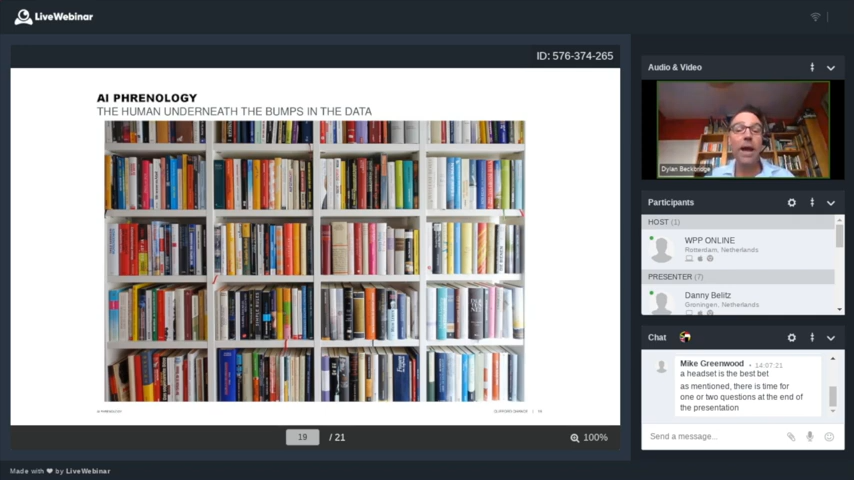 LiveWebinar
ID: 576-374-265
AI PHRENOLOGY
THE HUMAN UNDERNEATH THE BUMPS IN THE DATA
AI PHRENOLOGY
19
19 / 21
100%
Audio & Video
Dylan Beckbridge
Participants
HOST (1)
WPP ONLINE
Rotterdam, Netherlands
PRESENTER (7)
Danny Belitz
Groningen, Netherlands
Chat
Mike Greenwood • 14:07:21
a headset is the best bet
as mentioned, there is time for
one or two questions at the end of
the presentation
Send a message...
Made with ❤ by LiveWebinar